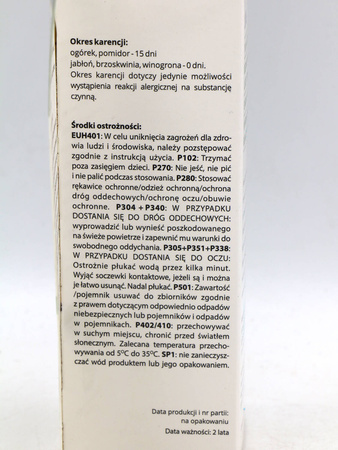 Okres karencji:
ogórek, pomidor - 15 dni
jabłoń, brzoskwinia, winogrona - 0 dni.
Okres karencji dotyczy jedynie możliwości
wystąpienia reakcji alergicznej na substancję
czynną.
Środki ostrożności:
EUH401: W celu uniknięcia zagrożeń dla zdro-
wia ludzi i środowiska, należy pozstępować
zgodnie z instrukcją użycia. P102: Trzymać
poza zasięgiem dzieci. P270: Nie jeść, nie pić
i nie palić podczas stosowania. P280: Stosować
rękawice ochronne/odzież ochronną/ochrona
dróg oddechowych/ochronę oczu/obuwie
ochronne. P304 + P340: W PRZYPADKU
DOSTANIA SIĘ DO DRÓG ODDECHOWYCH:
wyprowadzić lub wynieść poszkodowanego
na świeże powietrze i zapewnić mu warunki do
swobodnego oddychania. P305+P351+P338:
W PRZYPADKU DOSTANIA SIĘ DO OCZU:
Ostrożnie płukać wodą przez kilka minut.
Wyjąć soczewki kontaktowe, jeżeli są i można
je łatwo usunąć. Nadal płukać. P501: Zawartość
/pojemnik usuwać do zbiorników zgodnie
z prawem dotyczącym odpowiednio odpadów
niebezpiecznych lub pojemników i odpadów
w pojemnikach. P402/410: przechowywać
w suchym miejscu, chronić przed światłem
słonecznym. Zalecana temperatura przecho-
wywania od 5⁰C do 35⁰C. SP1: nie zanieczysz-
czać wód produktem lub jego opakowaniem.
Data produkcji i nr partii:
na opakowaniu
Data ważności: 2 lata